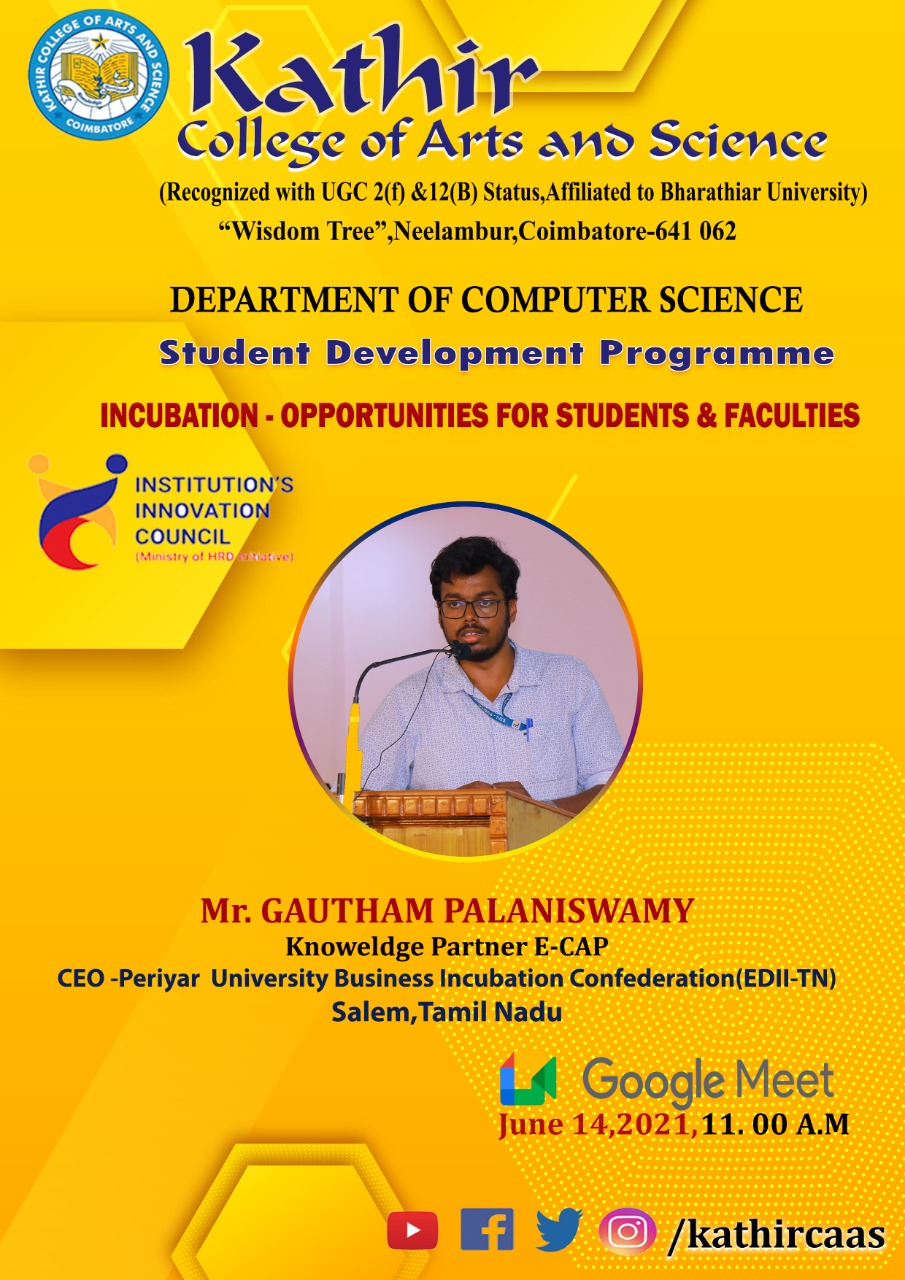 KATHIR COLLEGE OF ARTS AND SCIENCE
COIMBATORE
Kathir
College of Arts and Science
(Recognized with UGC 2(f) &12(B) Status,Affiliated to Bharathiar University)
“Wisdom Tree”,Neelambur,Coimbatore-641 062
DEPARTMENT OF COMPUTER SCIENCE
Student Development Programme
INCUBATION - OPPORTUNITIES FOR STUDENTS & FACULTIES
INSTITUTION'S
INNOVATION
COUNCIL
(Ministry of HRD initiative)
Mr. GAUTHAM PALANISWAMY
Knoweldge Partner E-CAP
CEO -Periyar University Business Incubation Confederation(EDII-TN)
Salem,Tamil Nadu
Google Meet
June 14,2021,11. 00 A.M
/kathircaas